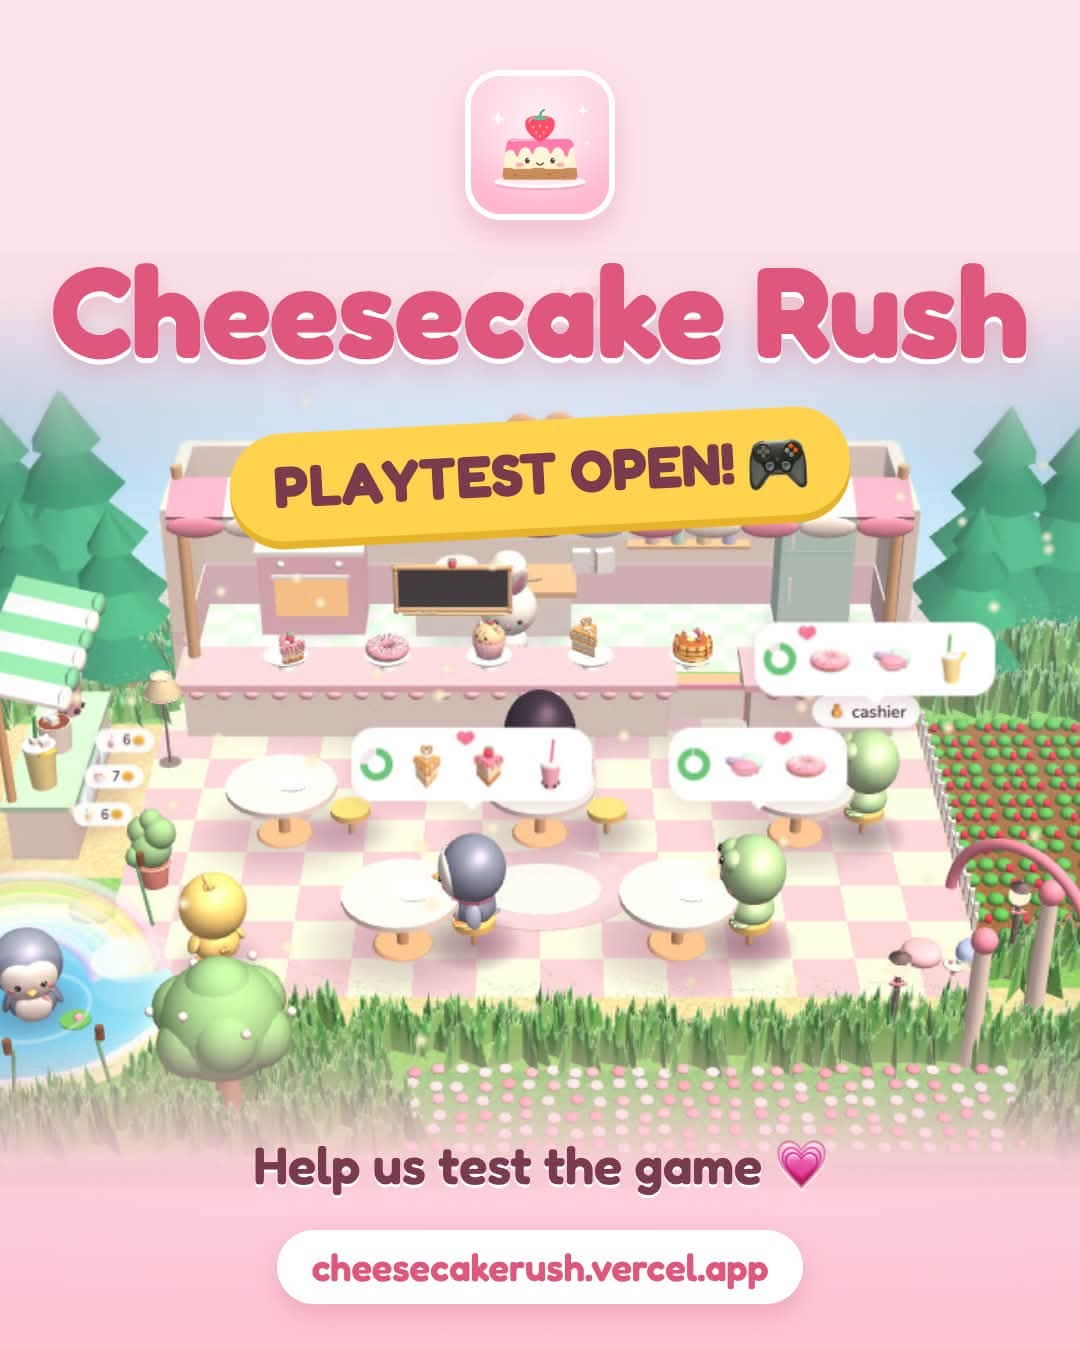 Cheesecake Rush
PLAYTEST OPEN! 🎮
cashier
6
7
6
Help us test the game 💗
cheesecakerush.vercel.app